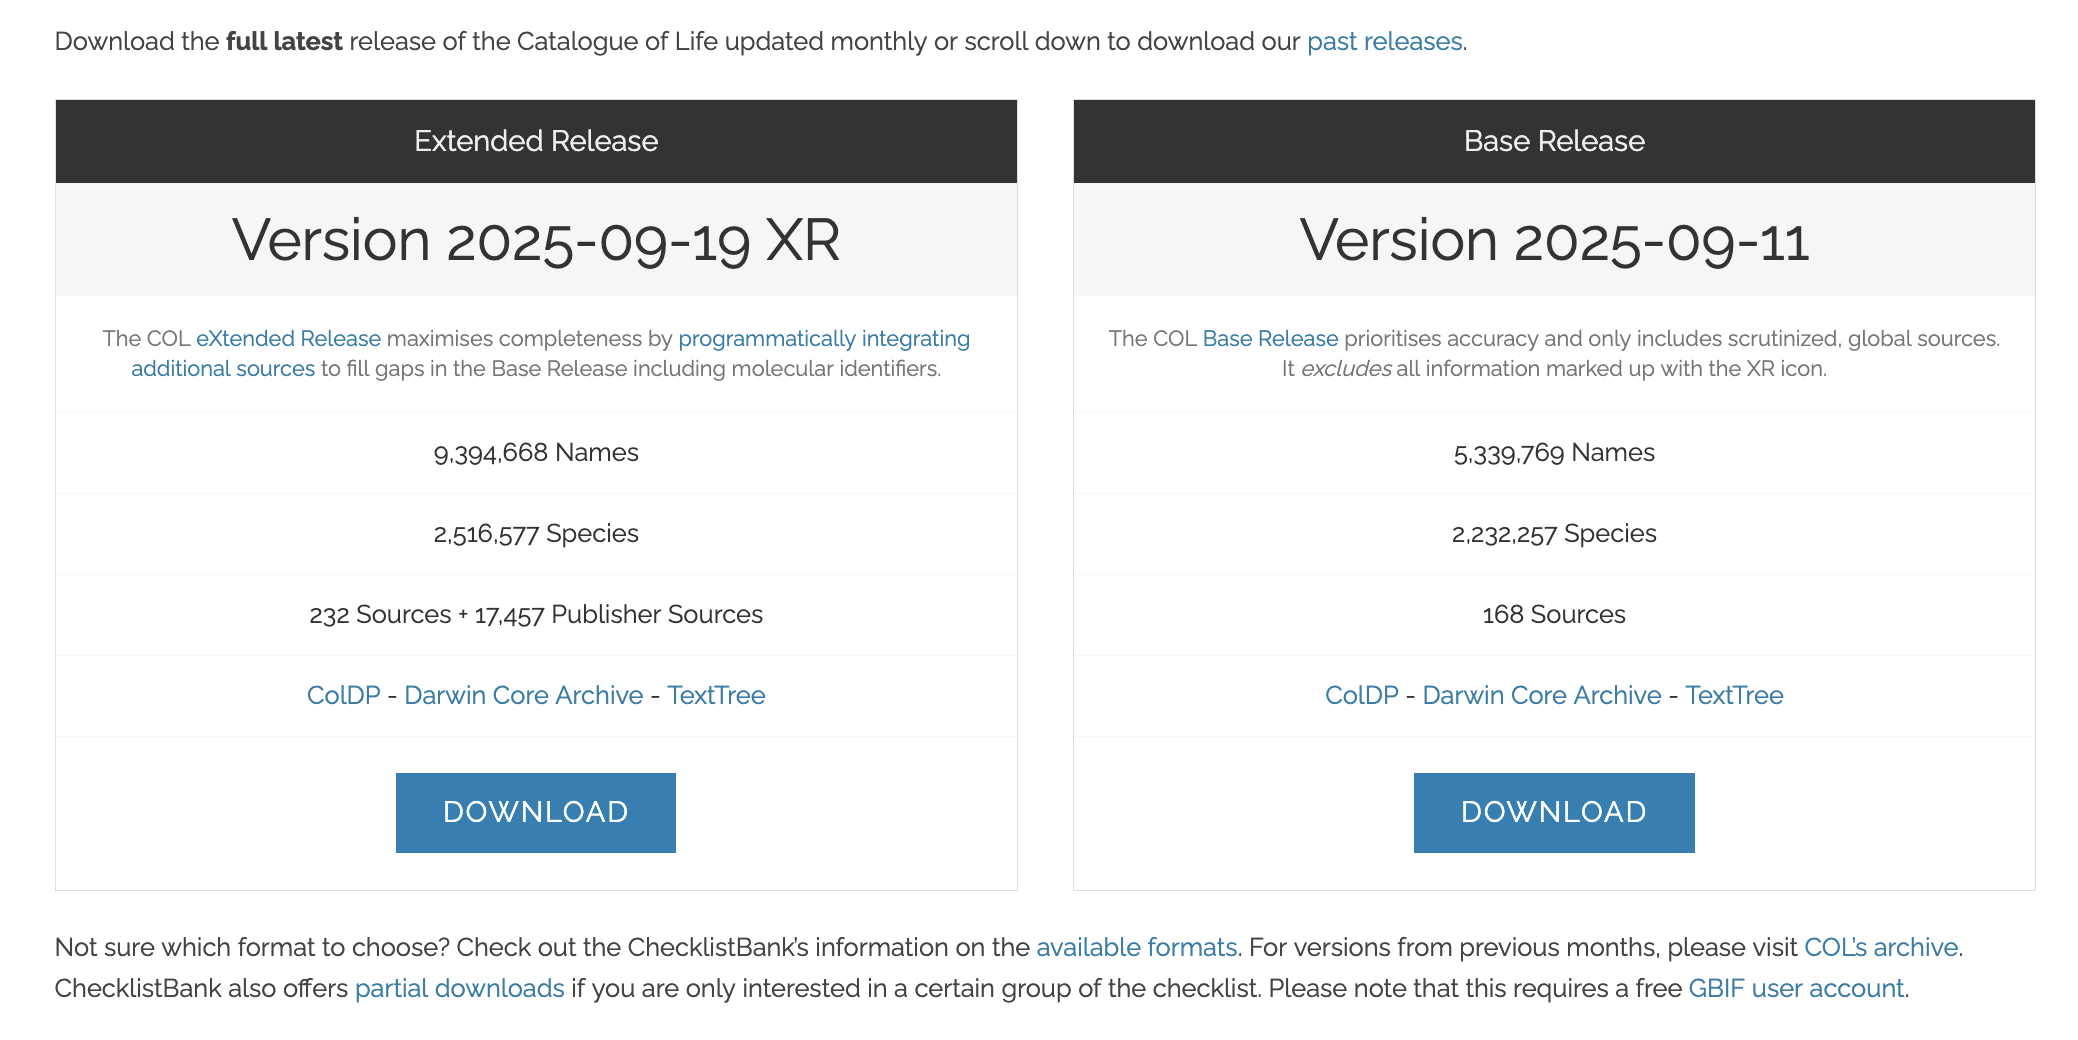 Download the full latest release of the Catalogue of Life updated monthly or scroll down to download our past releases.
Extended Release
Version 2025-09-19 XR
The COL eXtended Release maximises completeness by programmatically integrating
additional sources to fill gaps in the Base Release including molecular identifiers.
9,394,668 Names
2,516,577 Species
232 Sources + 17,457 Publisher Sources
ColDP - Darwin Core Archive - TextTree
DOWNLOAD
Base Release
Version 2025-09-11
The COL Base Release prioritises accuracy and only includes scrutinized, global sources.
It excludes all information marked up with the XR icon.
5,339,769 Names
2,232,257 Species
168 Sources
ColDP - Darwin Core Archive - TextTree
DOWNLOAD
Not sure which format to choose? Check out the ChecklistBank's information on the available formats. For versions from previous months, please visit COL's archive.
ChecklistBank also offers partial downloads if you are only interested in a certain group of the checklist. Please note that this requires a free GBIF user account.